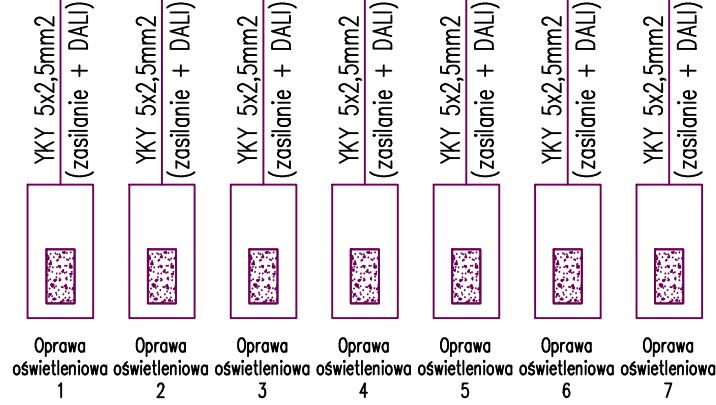 YKY 5x2,5mm2
(zasilanie + DALI)
YKY 5x2,5mm2
(zasilanie + DALI)
YKY 5x2,5mm2
(zasilanie + DALI)
YKY 5x2,5mm2
(zasilanie + DALI)
YKY 5x2,5mm2
(zasilanie + DALI)
YKY 5x2,5mm2
(zasilanie + DALI)
YKY 5x2,5mm2
(zasilanie + DALI)
Oprawa
oświetleniowa
1
Oprawa
oświetleniowa
2
Oprawa
oświetleniowa
3
Oprawa
oświetleniowa
4
Oprawa
oświetleniowa
5
Oprawa
oświetleniowa
6
Oprawa
oświetleniowa
7